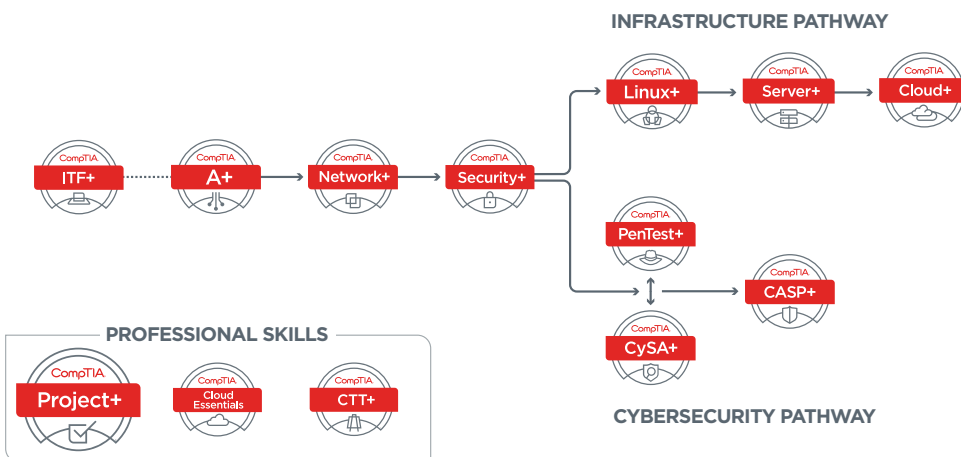 INFRASTRUCTURE PATHWAY
CompTIA
Linux+
CompTIA
Server+
CompTIA
Cloud+
CompTIA
ITF+
CompTIA
A+
CompTIA
Network+
CompTIA
Security+
CompTIA
PenTest+
CompTIA
CASP+
CompTIA
CySA+
PROFESSIONAL SKILLS
CompTIA
Project+
CompTIA
Cloud
Essentials
CompTIA
CTT+
CYBERSECURITY PATHWAY